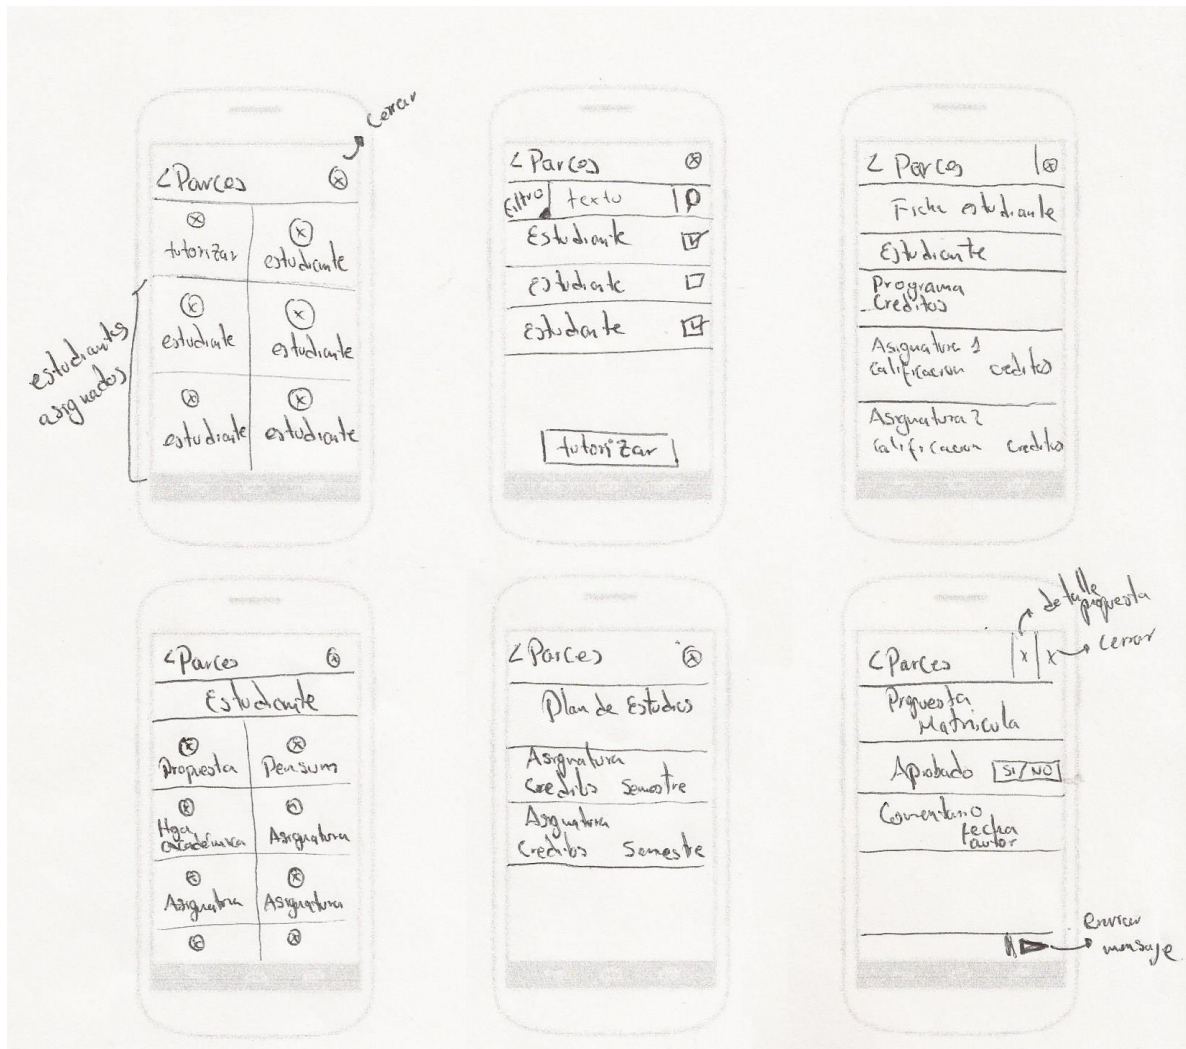 cerrar
< Parces
tutorizar
estudiante
estudiante
estudiante
estudiante
estudiante
estudiantes
asignados
< Parces
Filtro texto
Estudiante
estudiante
Estudiante
tutorizar
< Parces
Ficha estudiante
Estudiante
Programa
Creditos
Asignatura 1
Calificacion creditos
Asignatura 2
Calificacion Creditos
< Parces
Estudiante
Propuesta Pensum
Hoja
academica Asignatura
Asignatura Asignatura
< Parces
Plan de Estudios
Asignatura
Creditos Semestre
Asignatura
Creditos Semestre
detalle
propuesta
cerrar
< Parces
x x
Propuesta
Matricula
Aprobado SI/NO
Comentario
fecha
autor
enviar
mensaje